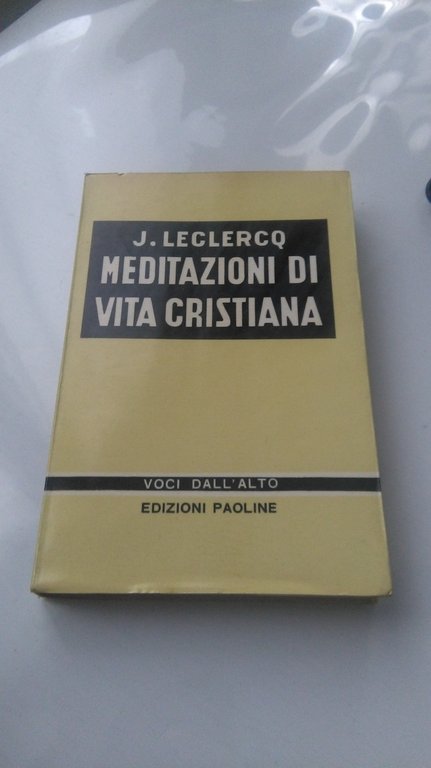 J. LECLERCQ
MEDITAZIONI DI
VITA CRISTIANA
VOCI DALL'ALTO
EDIZIONI PAOLINE